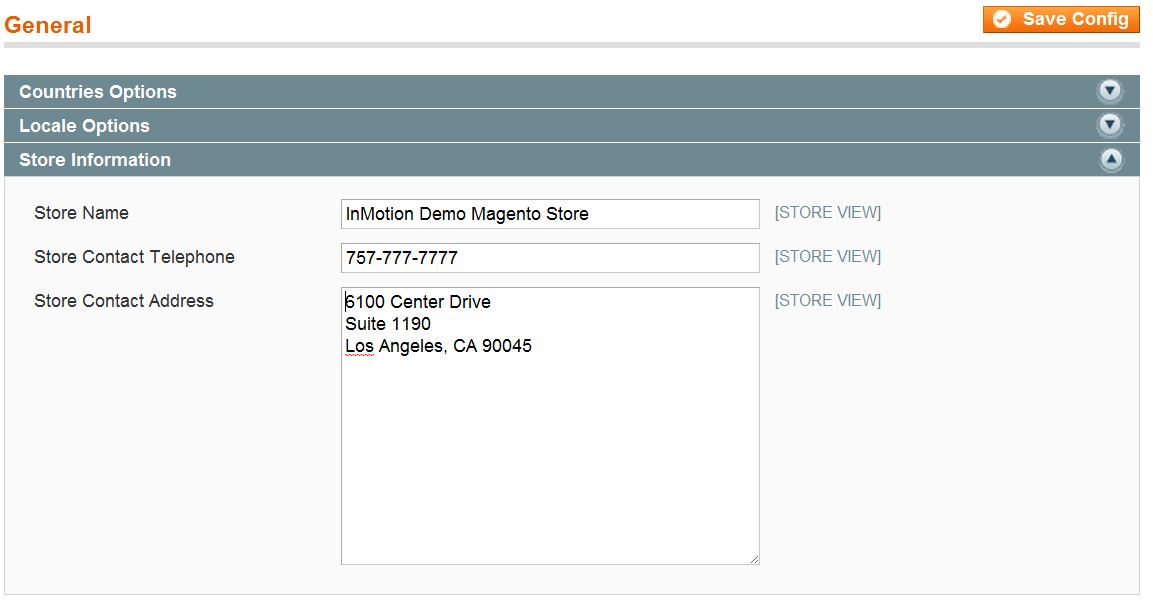 General
Save Config
Countries Options
Locale Options
Store Information
Store Name InMotion Demo Magento Store [STORE VIEW]
Store Contact Telephone 757-777-7777 [STORE VIEW]
Store Contact Address 6100 Center Drive [STORE VIEW]
Suite 1190
Los Angeles, CA 90045